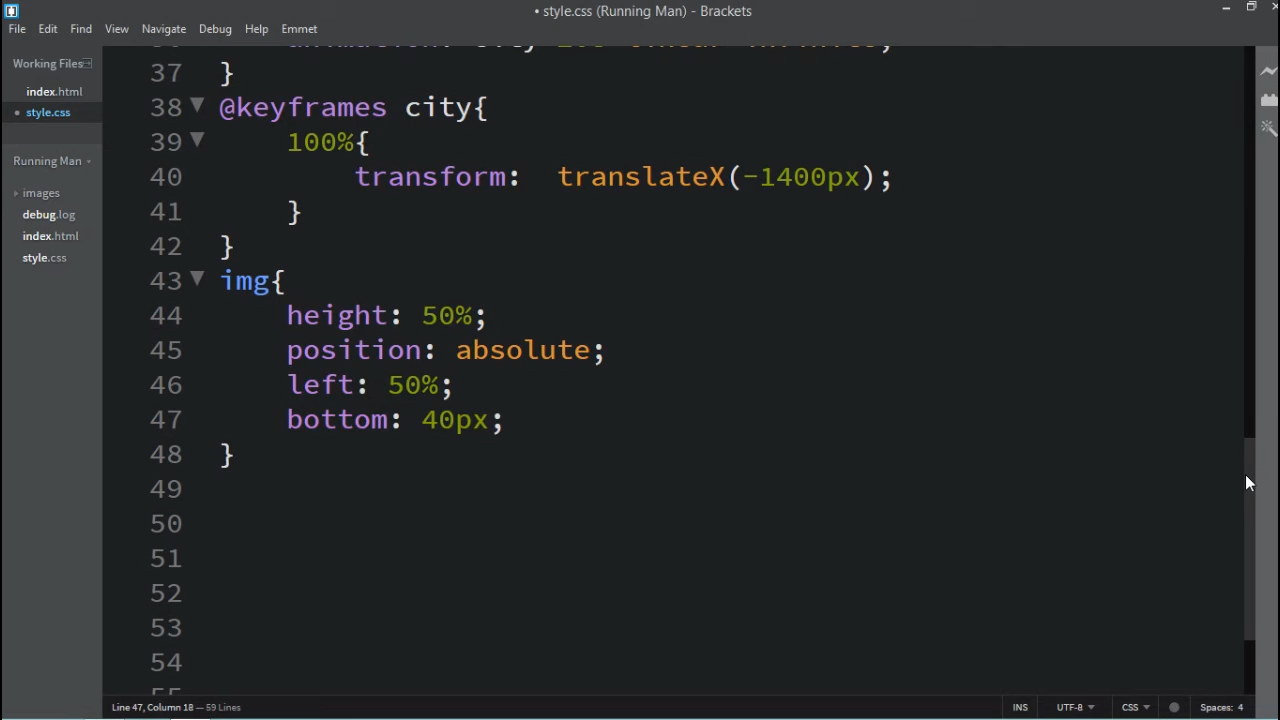 • style.css (Running Man) - Brackets
File Edit Find View Navigate Debug Help Emmet
Working Files
index.html
• style.css
Running Man
images
debug.log
index.html
style.css
37 }
38 @keyframes city{
39 100%{
40 transform:  translateX(-1400px);
41 }
42 }
43 img{
44 height: 50%;
45 position: absolute;
46 left: 50%;
47 bottom: 40px;
48 }
49
50
51
52
53
54
Line 47, Column 18 — 59 Lines
INS UTF-8 CSS Spaces: 4